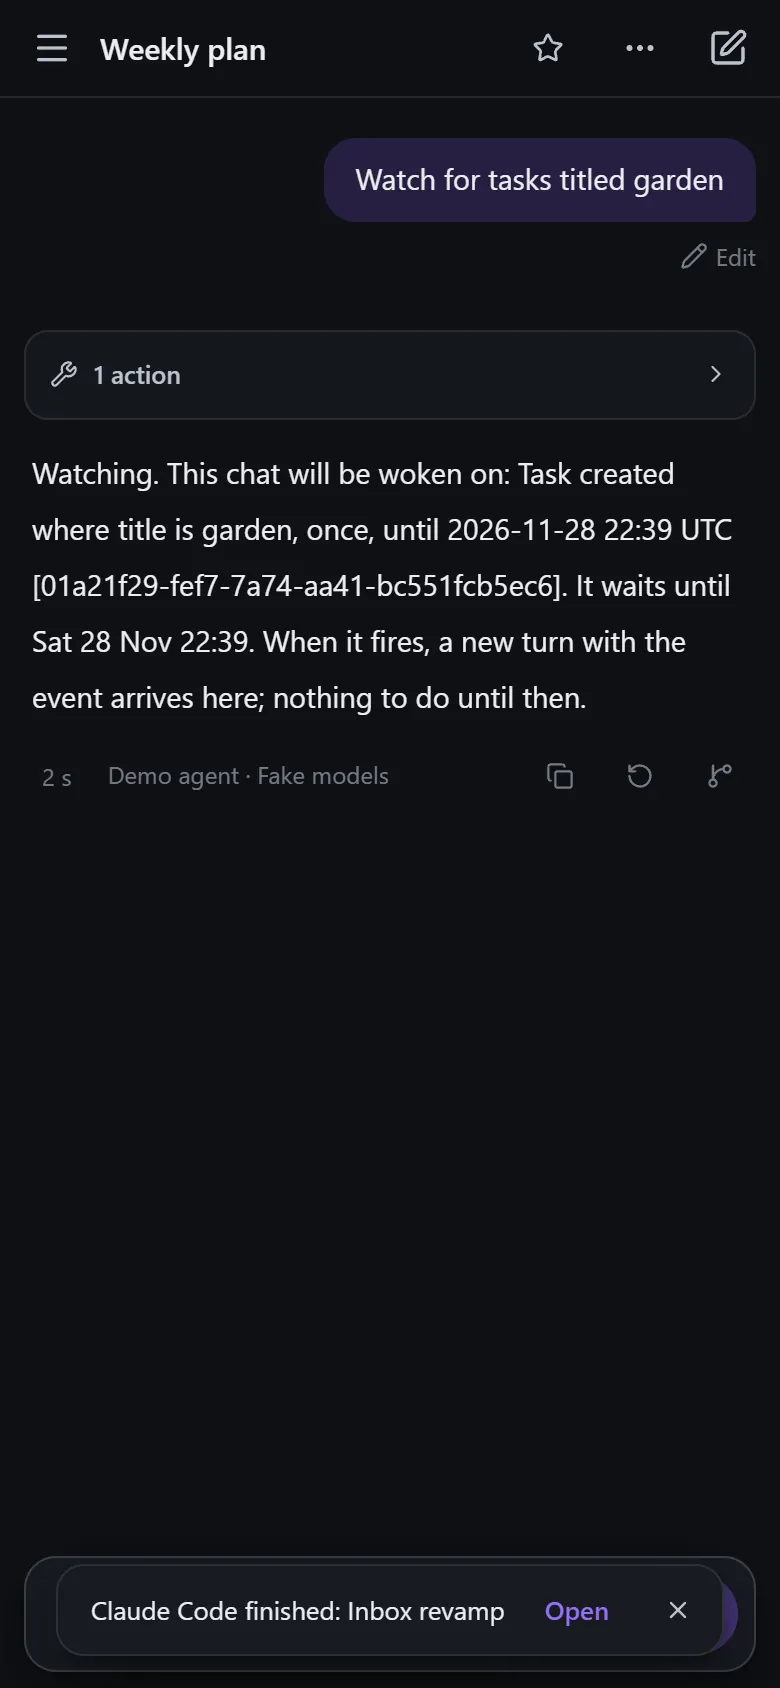 Weekly plan
Watch for tasks titled garden
Edit
1 action
Watching. This chat will be woken on: Task created
where title is garden, once, until 2026-11-28 22:39 UTC
[01a21f29-fef7-7a74-aa41-bc551fcb5ec6]. It waits until
Sat 28 Nov 22:39. When it fires, a new turn with the
event arrives here; nothing to do until then.
2 s Demo agent · Fake models
Claude Code finished: Inbox revamp Open